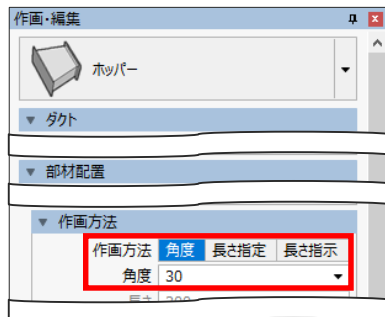 作画・編集
ホッパー
ダクト
部材配置
作画方法
作画方法 角度 長さ指定 長さ指示
角度 30